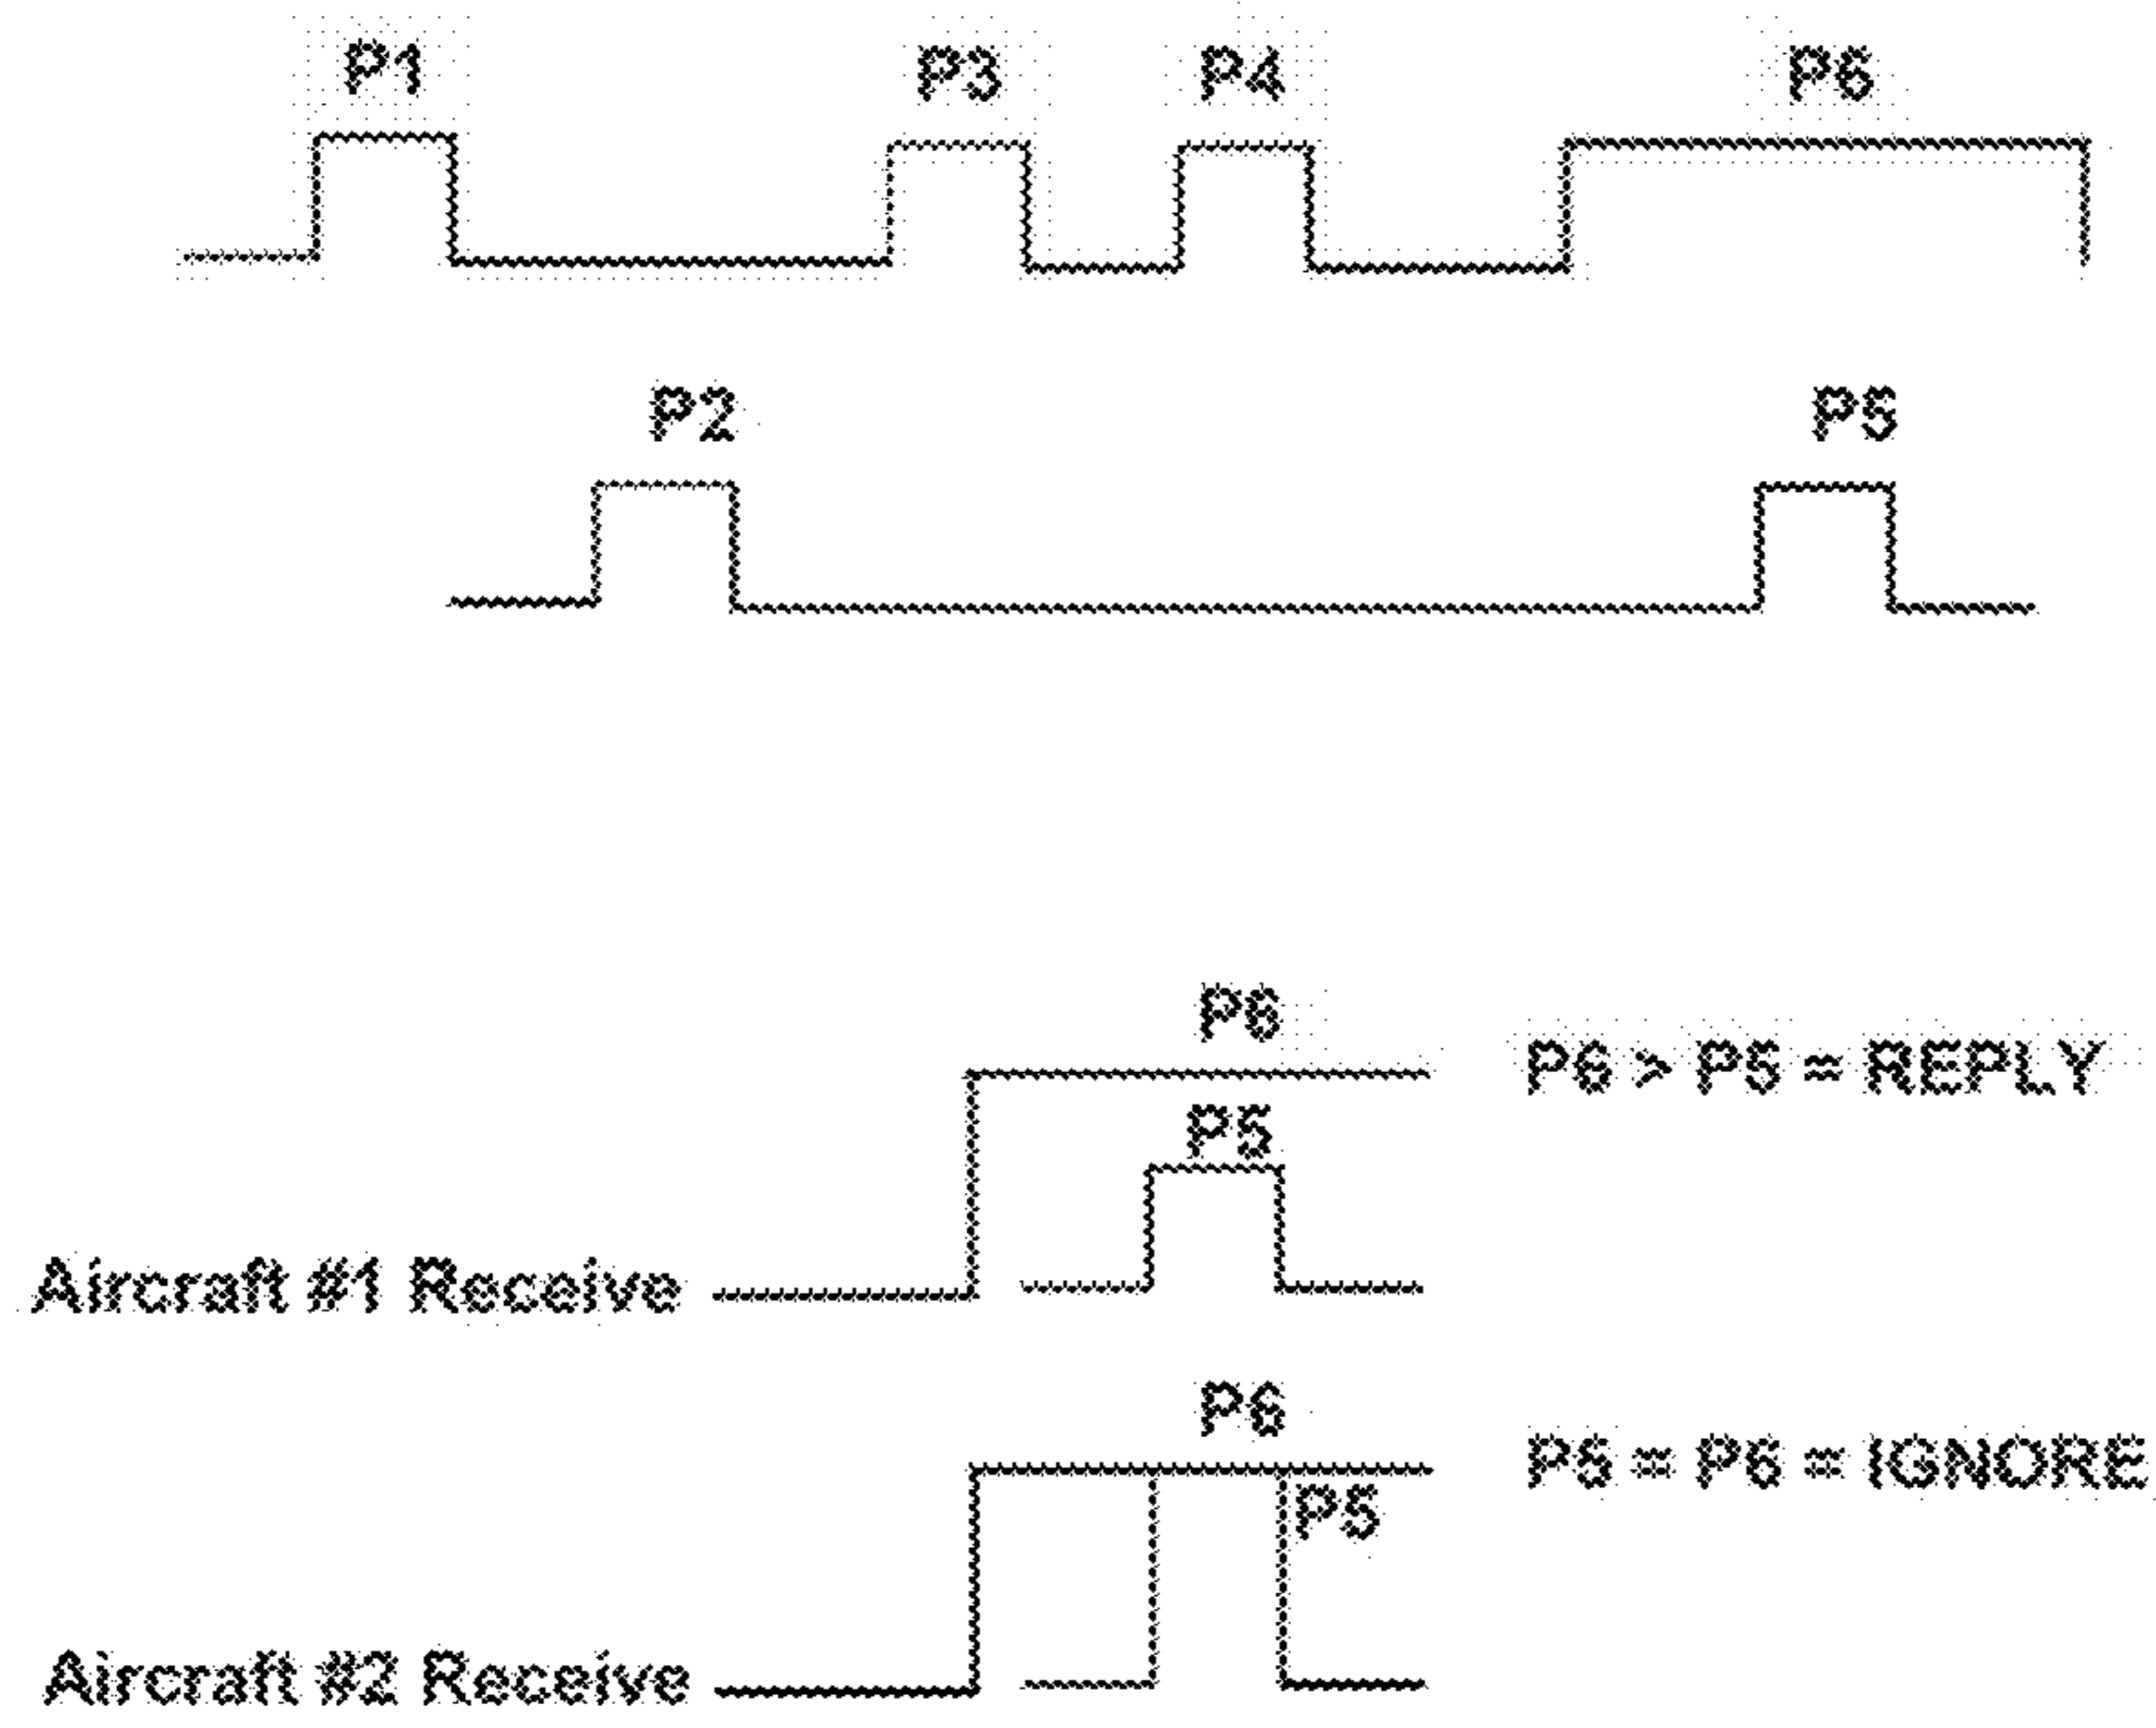 P1 P3 P4 P6
P2 P5
P6
P6 > P5 = REPLY
P5
Aircraft #1 Receive
P6
P5 = P6 = IGNORE
P5
Aircraft #2 Receive